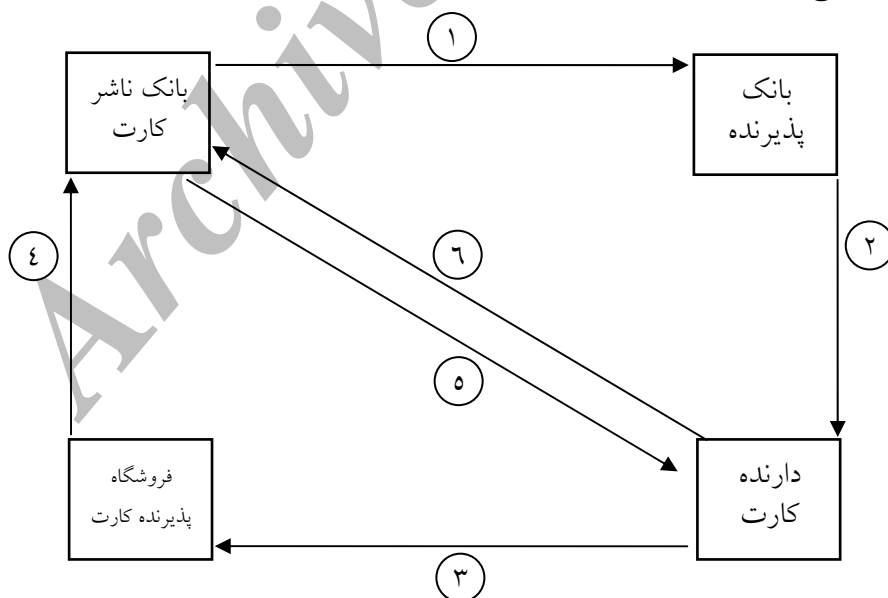 ۱
بانک ناشر
کارت
بانک
پذیرنده
٤
۲
٦
٥
فروشگاه
پذیرنده کارت
دارنده
کارت
۳
Archive